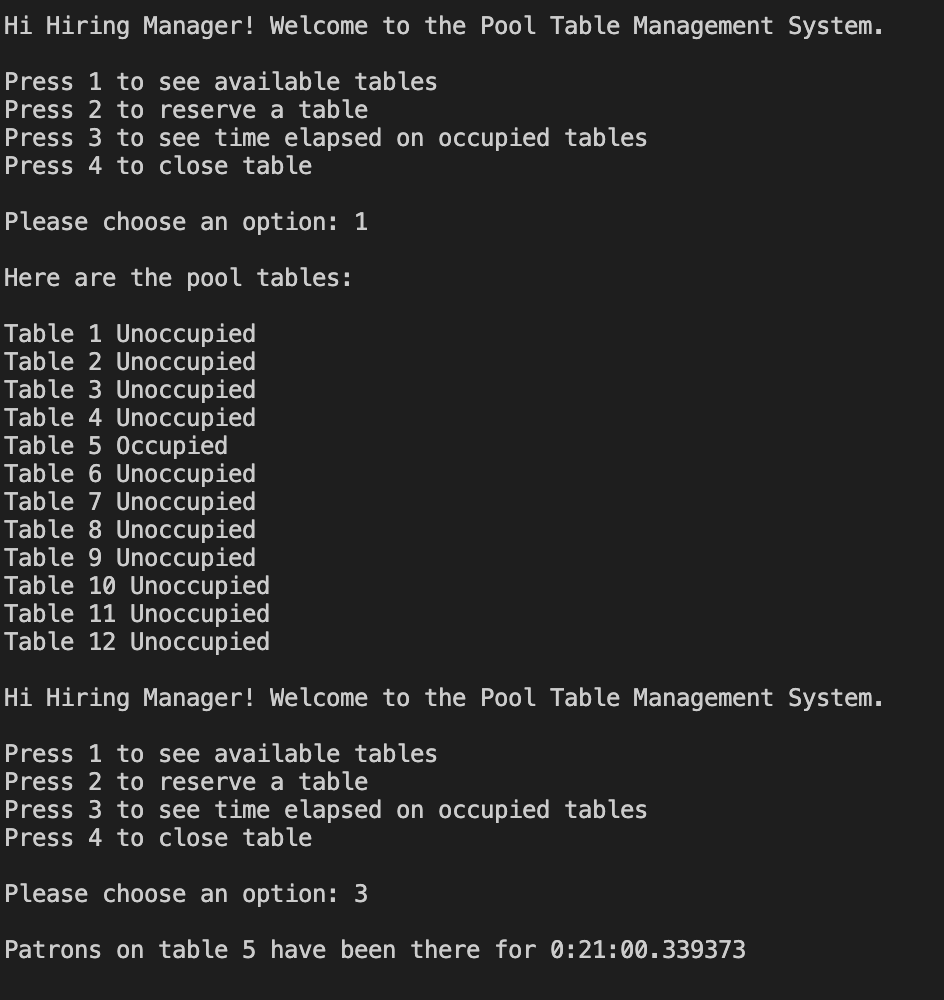 Hi Hiring Manager! Welcome to the Pool Table Management System.
Press 1 to see available tables
Press 2 to reserve a table
Press 3 to see time elapsed on occupied tables
Press 4 to close table
Please choose an option: 1
Here are the pool tables:
Table 1 Unoccupied
Table 2 Unoccupied
Table 3 Unoccupied
Table 4 Unoccupied
Table 5 Occupied
Table 6 Unoccupied
Table 7 Unoccupied
Table 8 Unoccupied
Table 9 Unoccupied
Table 10 Unoccupied
Table 11 Unoccupied
Table 12 Unoccupied
Hi Hiring Manager! Welcome to the Pool Table Management System.
Press 1 to see available tables
Press 2 to reserve a table
Press 3 to see time elapsed on occupied tables
Press 4 to close table
Please choose an option: 3
Patrons on table 5 have been there for 0:21:00.339373